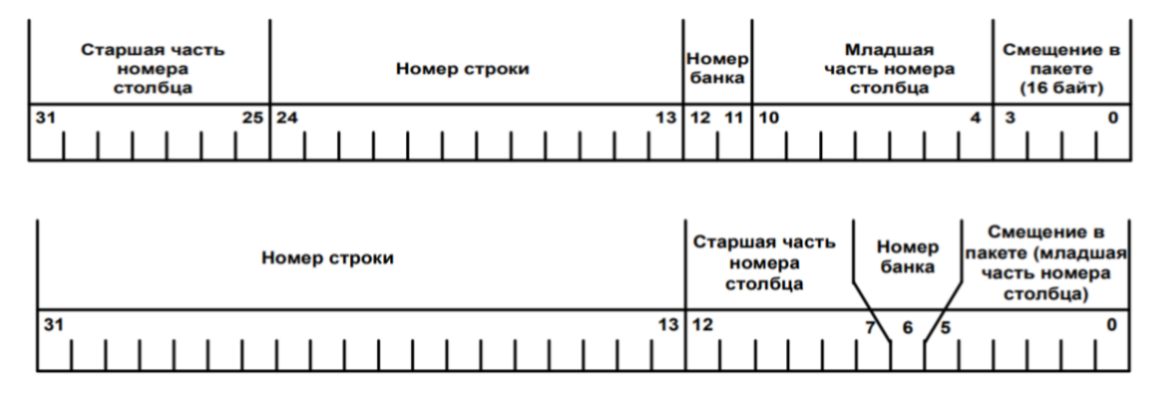 Старшая часть
номера
столбца
Номер строки
Номер
банка
Младшая
часть номера
столбца
Смещение в
пакете
(16 байт)
31 25 24 13 12 11 10 4 3 0
Номер строки
Старшая часть
номера
столбца
Номер
банка
Смещение в
пакете (младшая
часть номера
столбца)
31 13 12 7 6 5 0